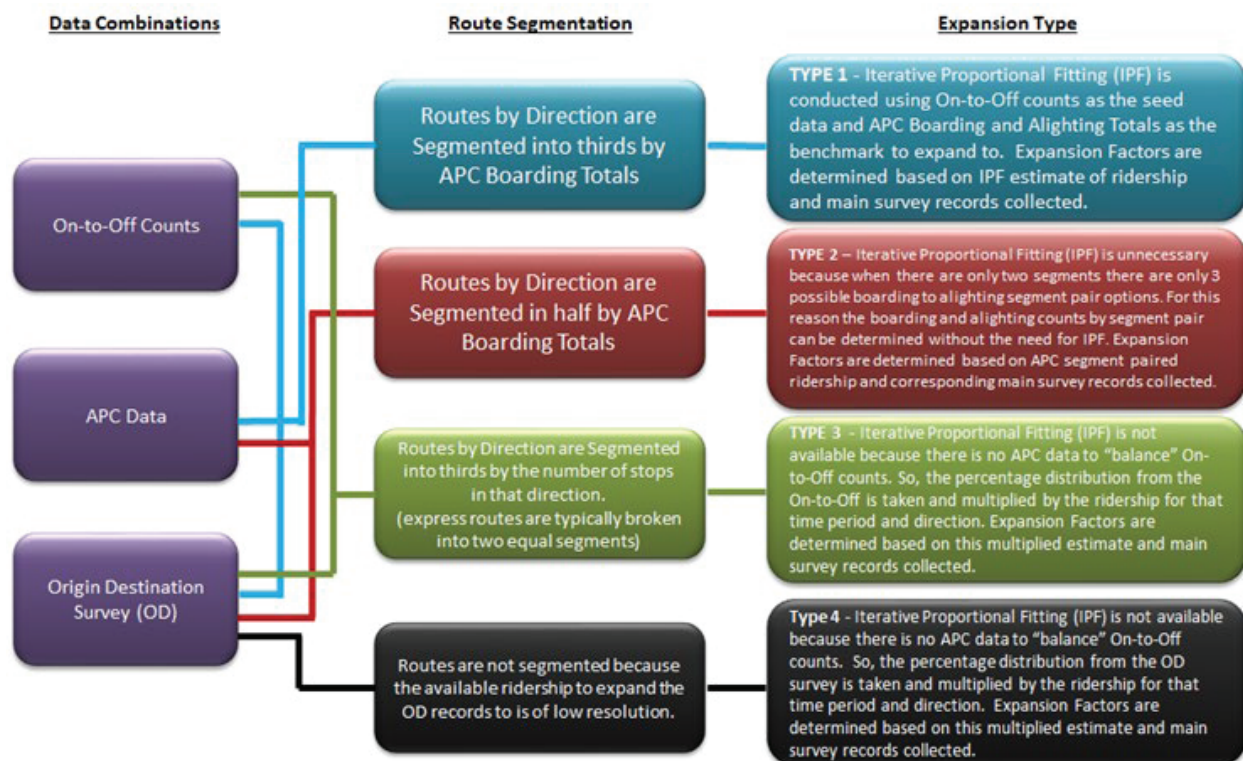 Data Combinations
Route Segmentation
Expansion Type
On-to-Off Counts
APC Data
Origin Destination
Survey (OD)
Routes by Direction are
Segmented into thirds by
APC Boarding Totals
Routes by Direction are
Segmented in half by APC
Boarding Totals
Routes by Direction are Segmented
into thirds by the number of stops
in that direction.
(express routes are typically broken
into two equal segments)
Routes are not segmented because
the available ridership to expand the
OD records to is of low resolution.
TYPE 1 - Iterative Proportional Fitting (IPF) is
conducted using On-to-Off counts as the seed
data and APC Boarding and Alighting Totals as the
benchmark to expand to. Expansion Factors are
determined based on IPF estimate of ridership
and main survey records collected.
TYPE 2 – Iterative Proportional Fitting (IPF) is unnecessary
because when there are only two segments there are only 3
possible boarding to alighting segment pair options. For this
reason the boarding and alighting counts by segment pair
can be determined without the need for IPF. Expansion
Factors are determined based on APC segment paired
ridership and corresponding main survey records collected.
TYPE 3 - Iterative Proportional Fitting (IPF) is not
available because there is no APC data to “balance” On-
to-Off counts. So, the percentage distribution from the
On-to-Off is taken and multiplied by the ridership for that
time period and direction. Expansion Factors are
determined based on this multiplied estimate and main
survey records collected.
Type 4 - Iterative Proportional Fitting (IPF) is not available
because there is no APC data to “balance” On-to-Off
counts. So, the percentage distribution from the OD
survey is taken and multiplied by the ridership for that
time period and direction. Expansion Factors are
determined based on this multiplied estimate and main
survey records collected.